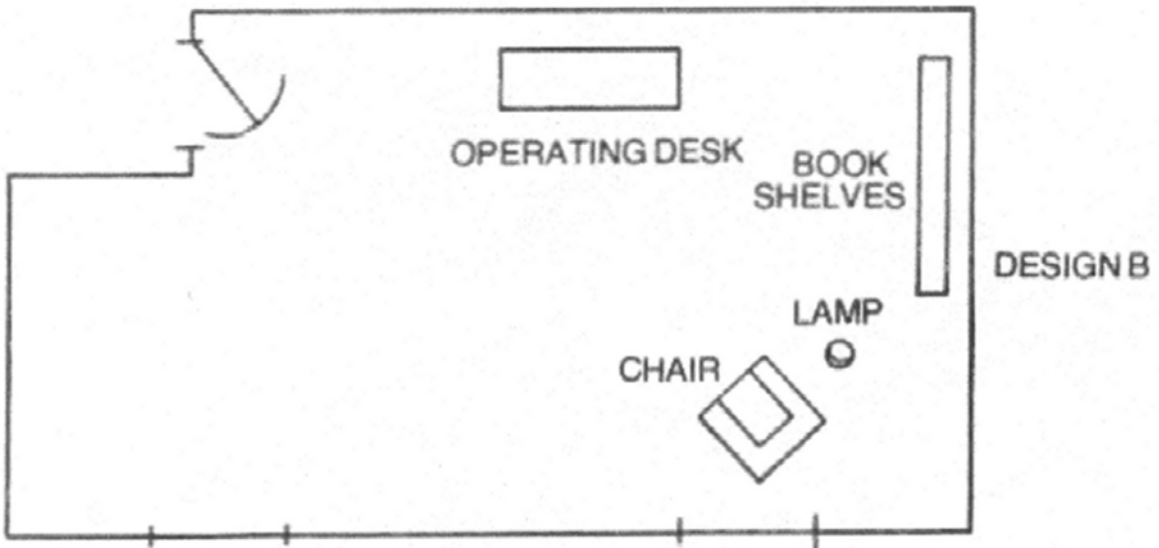 OPERATING DESK
BOOK
SHELVES
DESIGN B
LAMP
CHAIR